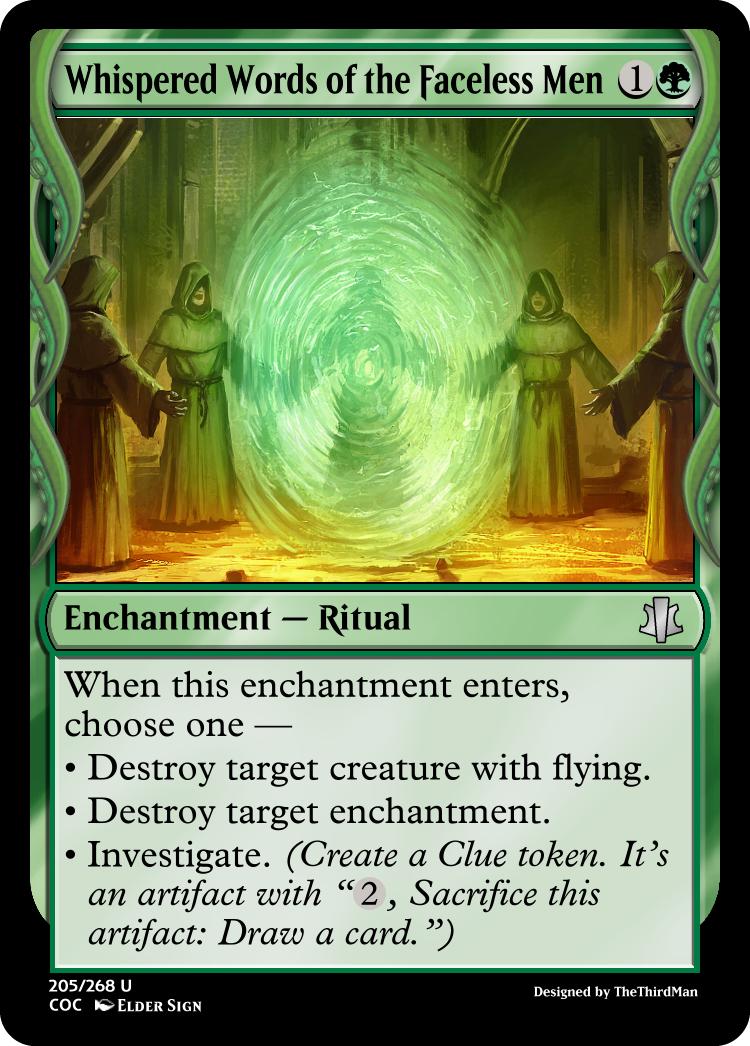 Whispered Words of the Faceless Men 1
Enchantment — Ritual
When this enchantment enters,
choose one —
• Destroy target creature with flying.
• Destroy target enchantment.
• Investigate. (Create a Clue token. It's
an artifact with “2, Sacrifice this
artifact: Draw a card.”)
205/268 U
COC Elder Sign
Designed by TheThirdMan